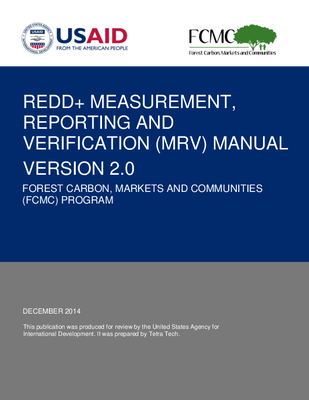 USAID
FROM THE AMERICAN PEOPLE
FCMC
Forest Carbon, Markets and Communities
REDD+ MEASUREMENT,
REPORTING AND
VERIFICATION (MRV) MANUAL
VERSION 2.0
FOREST CARBON, MARKETS AND COMMUNITIES
(FCMC) PROGRAM
DECEMBER 2014
This publication was produced for review by the United States Agency for
International Development. It was prepared by Tetra Tech.